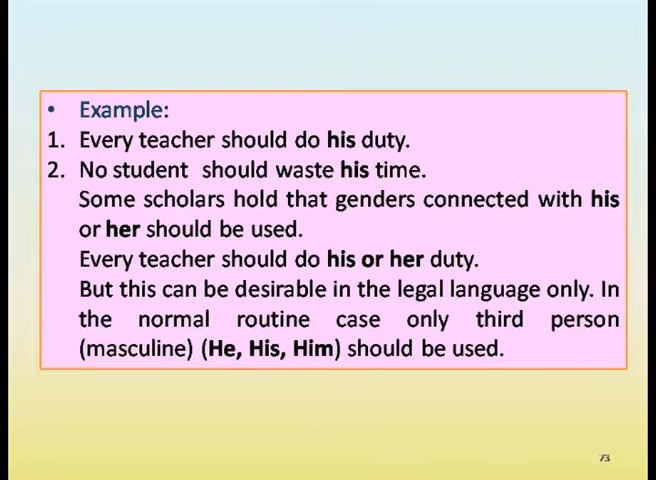 • Example:
1. Every teacher should do his duty.
2. No student should waste his time.
Some scholars hold that genders connected with his
or her should be used.
Every teacher should do his or her duty.
But this can be desirable in the legal language only. In
the normal routine case only third person
(masculine) (He, His, Him) should be used.
73